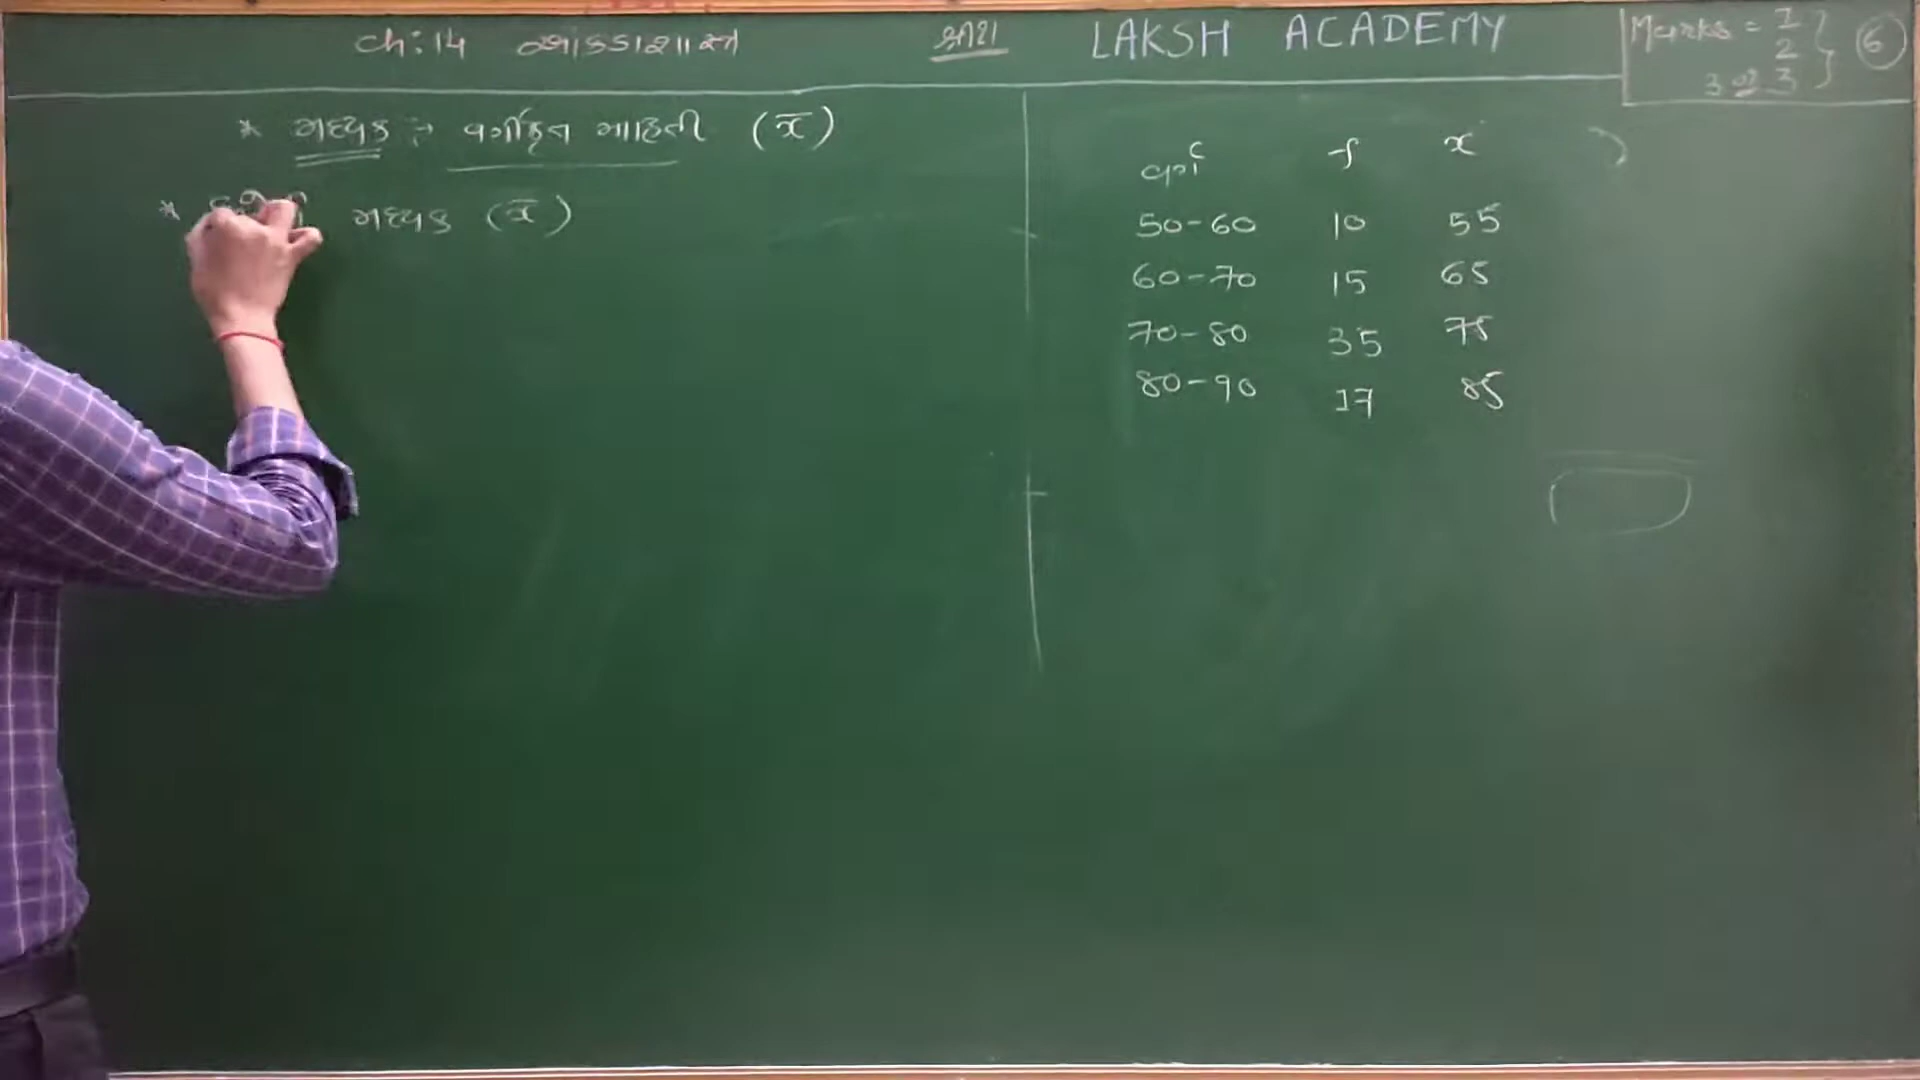 ch: 14 આંકડાશાસ્ત્ર
LAKSH ACADEMY
Marks = 1
2
3 3
6
* મધ્યક :- વર્ગીકૃત માહિતી (x̄)
* મધ્યક (x̄)
વર્ગ f x
50-60 10 55
60-70 15 65
70-80 35 75
80-90 17 85